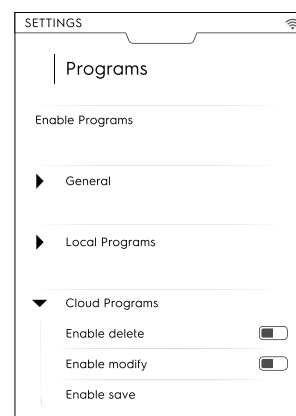 SETTINGS
Programs
Enable Programs
General
Local Programs
Cloud Programs
Enable delete
Enable modify
Enable save